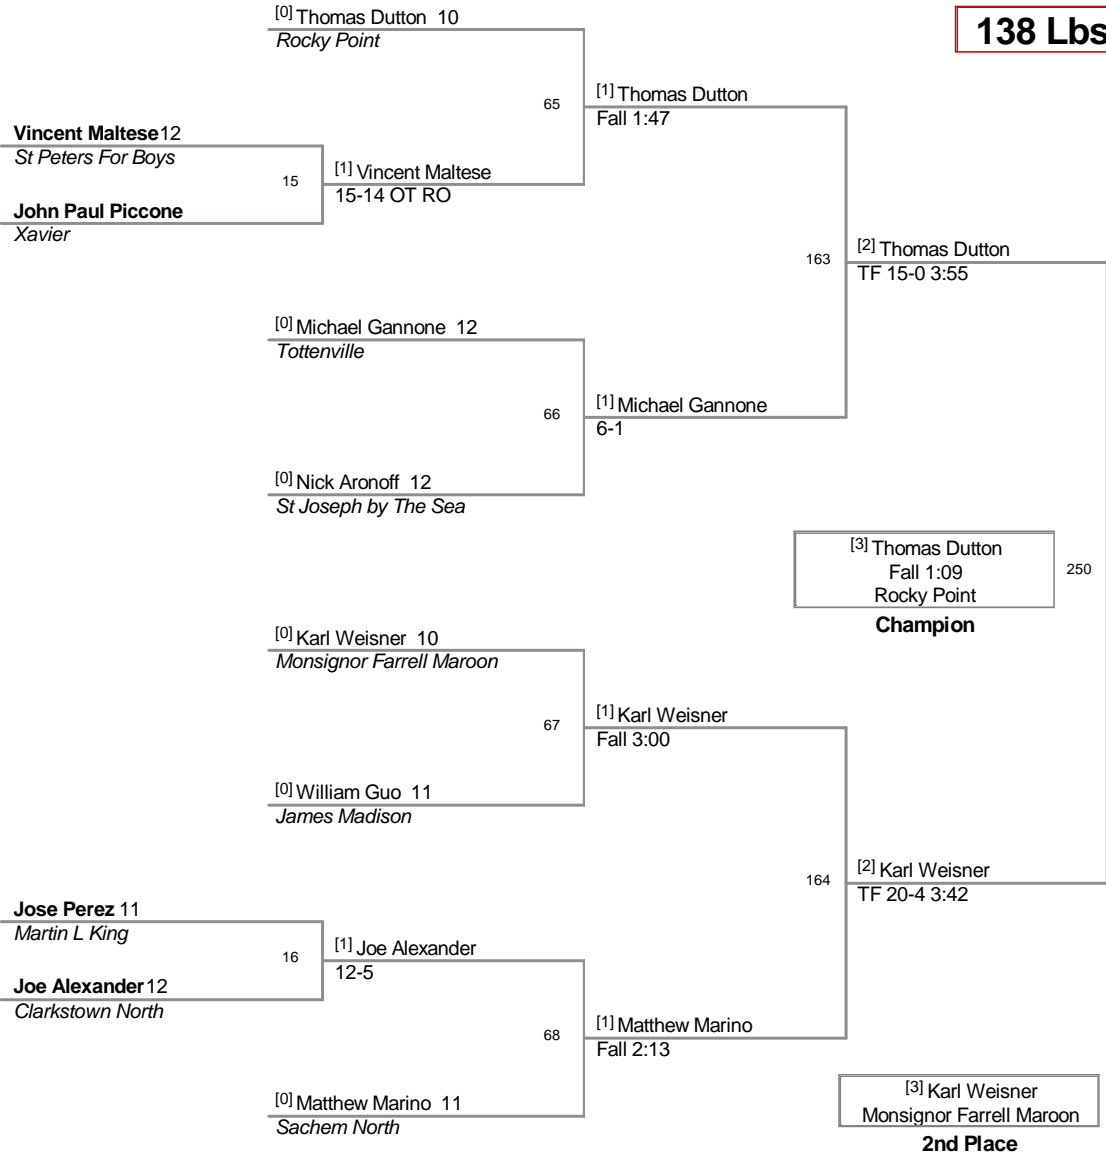 [0] Thomas Dutton 10
Rocky Point
138 Lbs
65
[1] Thomas Dutton
Fall 1:47
Vincent Maltese 12
St Peters For Boys
15
[1] Vincent Maltese
15-14 OT RO
John Paul Piccone
Xavier
163
[2] Thomas Dutton
TF 15-0 3:55
[0] Michael Gannone 12
Tottenville
66
[1] Michael Gannone
6-1
[0] Nick Aronoff 12
St Joseph by The Sea
[3] Thomas Dutton
Fall 1:09
Rocky Point
250
Champion
[0] Karl Weisner 10
Monsignor Farrell Maroon
67
[1] Karl Weisner
Fall 3:00
[0] William Guo 11
James Madison
164
[2] Karl Weisner
TF 20-4 3:42
Jose Perez 11
Martin L King
16
[1] Joe Alexander
12-5
Joe Alexander 12
Clarkstown North
68
[1] Matthew Marino
Fall 2:13
[0] Matthew Marino 11
Sachem North
[3] Karl Weisner
Monsignor Farrell Maroon
2nd Place